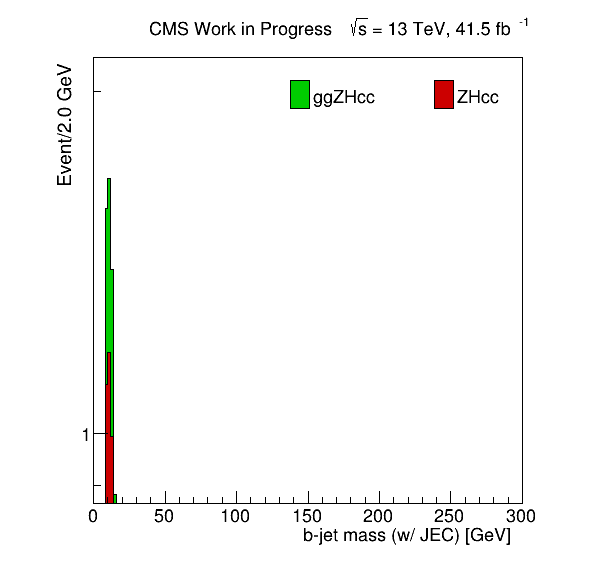 CMS Work in Progress √s = 13 TeV, 41.5 fb -1
Event/2.0 GeV
ggZHcc
ZHcc
1
0 50 100 150 200 250 300
b-jet mass (w/ JEC) [GeV]